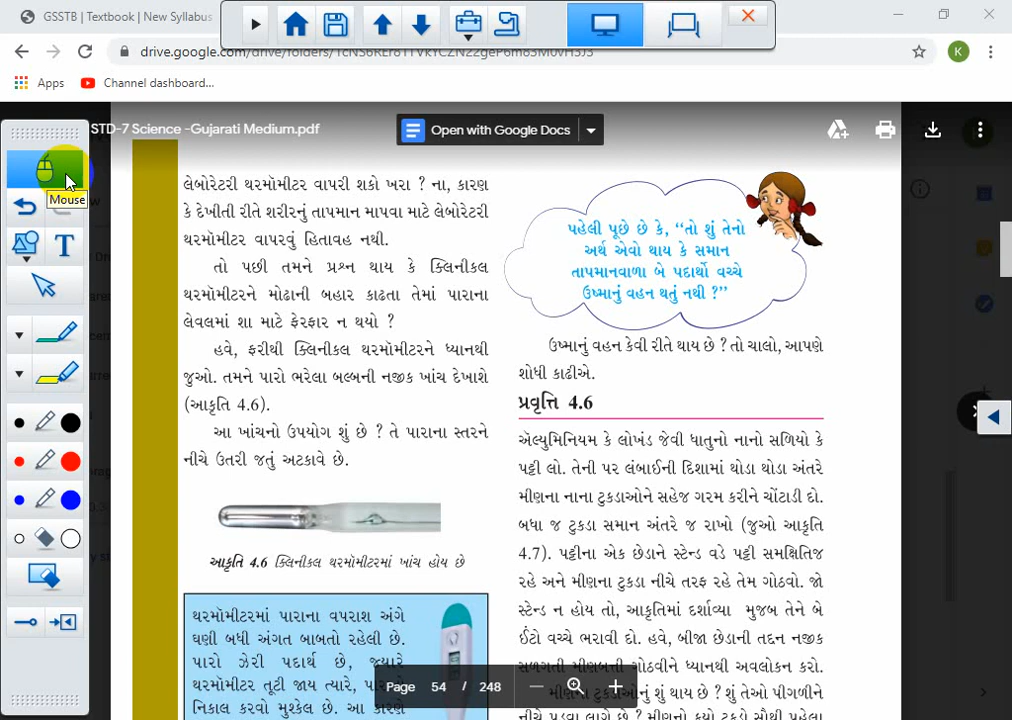 GSSTB | Textbook | New Syllabus
Apps
Channel dashboard...
K
STD-7 Science -Gujarati Medium.pdf
Open with Google Docs
Mouse
લેબોરેટરી થરમૉમીટર વાપરી શકો ખરા ? ના, કારણ
કે દેખીતી રીતે શરીરનું તાપમાન માપવા માટે લેબોરેટરી
થરમૉમીટર વાપરવું હિતાવહ નથી.
તો પછી તમને પ્રશ્ન થાય કે ક્લિનીકલ
થરમૉમીટરને મોઢાની બહાર કાઢતા તેમાં પારાના
લેવલમાં શા માટે ફેરફાર ન થયો ?
હવે, ફરીથી ક્લિનીકલ થરમૉમીટરને ધ્યાનથી
જુઓ. તમને પારો ભરેલા બલ્બની નજીક ખાંચ દેખાશે
(આકૃતિ 4.6).
આ ખાંચનો ઉપયોગ શું છે ? તે પારાના સ્તરને
નીચે ઉતરી જતું અટકાવે છે.
આકૃતિ 4.6 ક્લિનીકલ થરમૉમીટરમાં ખાંચ હોય છે
થરમૉમીટરમાં પારાના વપરાશ અંગે
ઘણી બધી અંગત બાબતો રહેલી છે.
પારો ઝેરી પદાર્થ છે, જ્યારે
થરમૉમીટર તૂટી જાય ત્યારે,
નિકાલ કરવો મુશ્કેલ છે. આ કારણે
પહેલી પૂછે છે કે, “તો શું તેનો
અર્થ એવો થાય કે સમાન
તાપમાનવાળા બે પદાર્થો વચ્ચે
ઉષ્માનું વહન થતું નથી ?”
ઉષ્માનું વહન કેવી રીતે થાય છે ? તો ચાલો, આપણે
શોધી કાઢીએ.
પ્રવૃત્તિ 4.6
ઍલ્યુમિનિયમ કે લોખંડ જેવી ધાતુનો નાનો સળિયો કે
પટ્ટી લો. તેની પર લંબાઈની દિશામાં થોડા થોડા અંતરે
મીણના નાના ટુકડાઓને સહેજ ગરમ કરીને ચોંટાડી દો.
બધા જ ટુકડા સમાન અંતરે જ રાખો (જુઓ આકૃતિ
4.7). પટ્ટીના એક છેડાને સ્ટેન્ડ વડે પટ્ટી સમક્ષિતિજ
રહે અને મીણના ટુકડા નીચે તરફ રહે તેમ ગોઠવો. જો
સ્ટેન્ડ ન હોય તો, આકૃતિમાં દર્શાવ્યા મુજબ તેને બે
ઈંટો વચ્ચે ભરાવી દો. હવે, બીજા છેડાની તદ્દન નજીક
સળગતી મીણબત્તી ગોઠવીને ધ્યાનથી અવલોકન કરો.
મીણના ટુકડાઓનું શું થાય છે ? શું તેઓ પીગળીને
Page 54 / 248